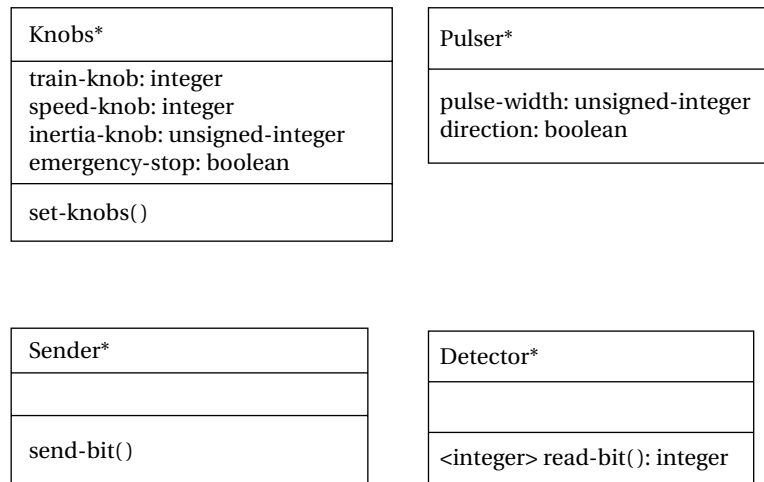 Knobs*
train-knob: integer
speed-knob: integer
inertia-knob: unsigned-integer
emergency-stop: boolean
set-knobs()
Pulser*
pulse-width: unsigned-integer
direction: boolean
Sender*
send-bit()
Detector*
<integer> read-bit(): integer